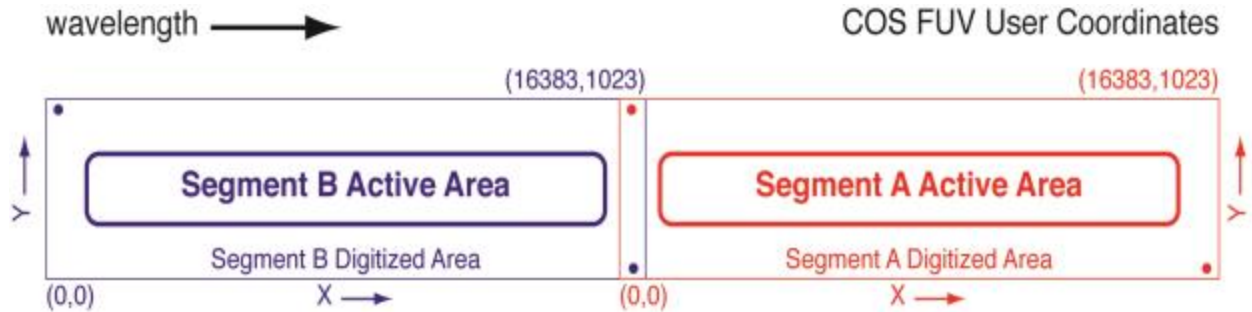 wavelength COS FUV User Coordinates
(16383,1023) (16383,1023)
Y Segment B Active Area Segment A Active Area Y
Segment B Digitized Area Segment A Digitized Area
(0,0) X (0,0) X